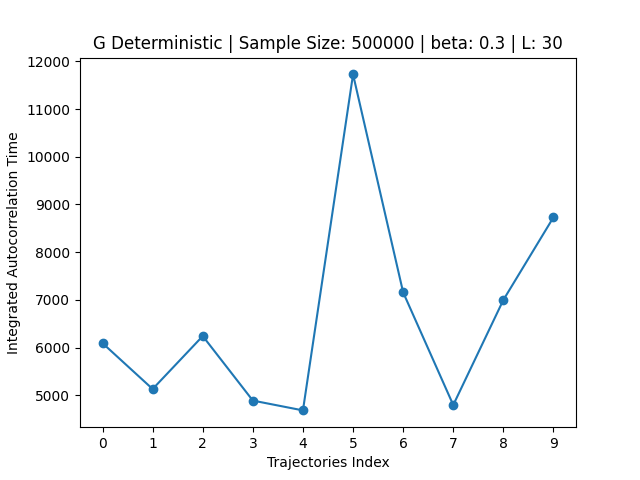 G Deterministic | Sample Size: 500000 | beta: 0.3 | L: 30
12000
11000
10000
9000
8000
7000
6000
5000
Integrated Autocorrelation Time
0 1 2 3 4 5 6 7 8 9
Trajectories Index